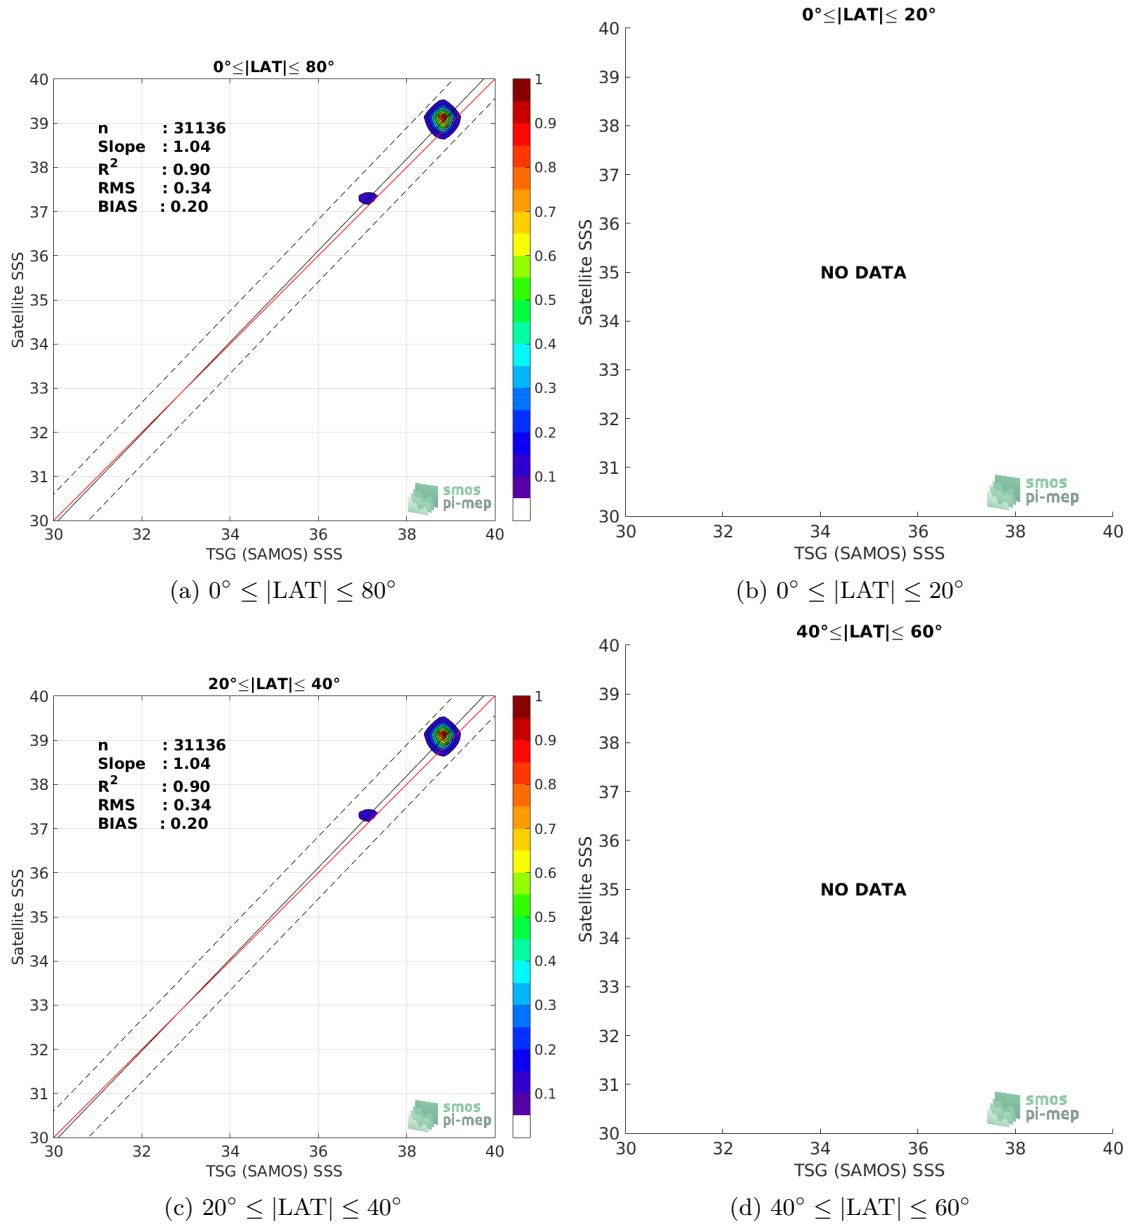 0°≤|LAT|≤ 80°
40
39
38
37
36
35
34
33
32
31
30
Satellite SSS
n : 31136
Slope : 1.04
R² : 0.90
RMS : 0.34
BIAS : 0.20
1
0.9
0.8
0.7
0.6
0.5
0.4
0.3
0.2
0.1
smos
pi-mep
30 32 34 36 38 40
TSG (SAMOS) SSS
(a) 0° ≤ |LAT| ≤ 80°
0°≤|LAT|≤ 20°
40
39
38
37
36
35
34
33
32
31
30
Satellite SSS
NO DATA
smos
pi-mep
30 32 34 36 38 40
TSG (SAMOS) SSS
(b) 0° ≤ |LAT| ≤ 20°
20°≤|LAT|≤ 40°
40
39
38
37
36
35
34
33
32
31
30
Satellite SSS
n : 31136
Slope : 1.04
R² : 0.90
RMS : 0.34
BIAS : 0.20
1
0.9
0.8
0.7
0.6
0.5
0.4
0.3
0.2
0.1
smos
pi-mep
30 32 34 36 38 40
TSG (SAMOS) SSS
(c) 20° ≤ |LAT| ≤ 40°
40°≤|LAT|≤ 60°
40
39
38
37
36
35
34
33
32
31
30
Satellite SSS
NO DATA
smos
pi-mep
30 32 34 36 38 40
TSG (SAMOS) SSS
(d) 40° ≤ |LAT| ≤ 60°